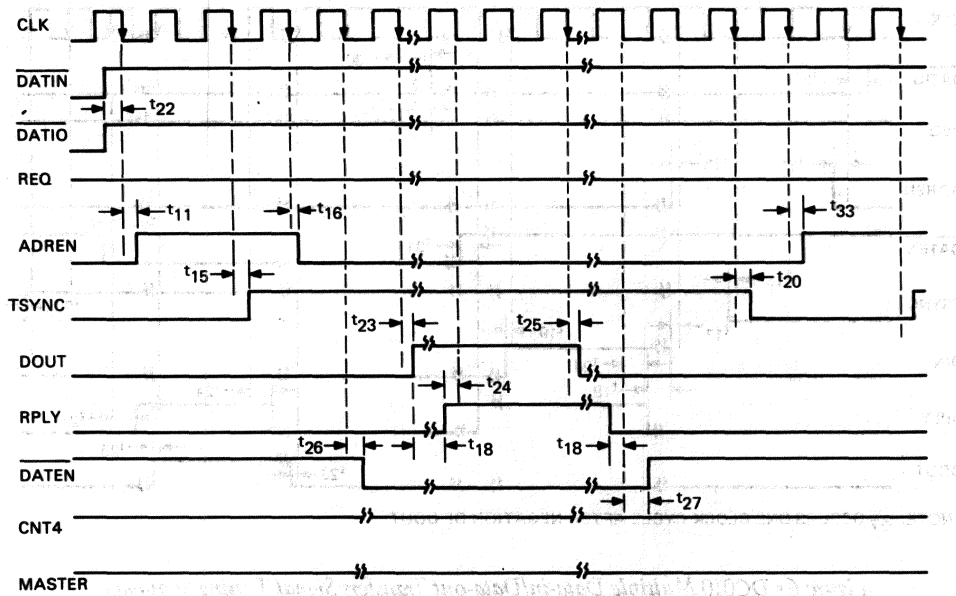 CLK
DATIN
t22
DATIO
REQ
t11
t16
t33
ADREN
t15
t20
TSYNC
t23
t25
DOUT
t24
RPLY
t26
t18
t18
DATEN
t27
CNT4
MASTER